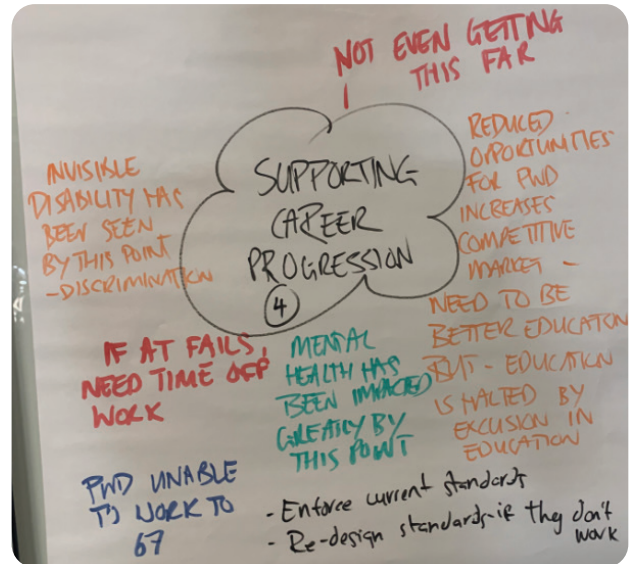 NOT EVEN GETTING
THIS FAR
SUPPORTING
CAREER
PROGRESSION
4
INVISIBLE
DISABILITY HAS
BEEN SEEN
BY THIS POINT
- DISCRIMINATION
REDUCED
OPPORTUNITIES
FOR PWD
INCREASES
COMPETITIVE
MARKET -
NEED TO BE
BETTER EDUCATION
BUT - EDUCATION
IS HALTED BY
EXCUSION IN
EDUCATION
IF AT FAILS,
NEED TIME OFF
WORK
MENTAL
HEALTH HAS
BEEN IMPACTED
GREATLY BY
THIS POINT
PWD UNABLE
TO WORK TO
67
- Enforce current standards
- Re-design standards if they don't
work